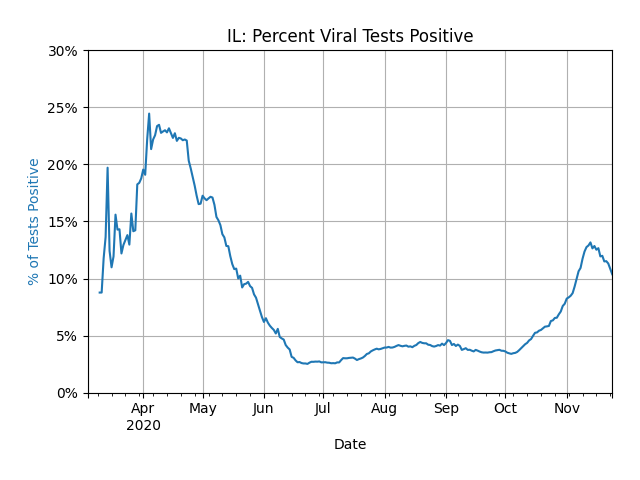 IL: Percent Viral Tests Positive
30%
25%
20%
15%
10%
5%
0%
% of Tests Positive
Apr May Jun Jul Aug Sep Oct Nov
2020
Date